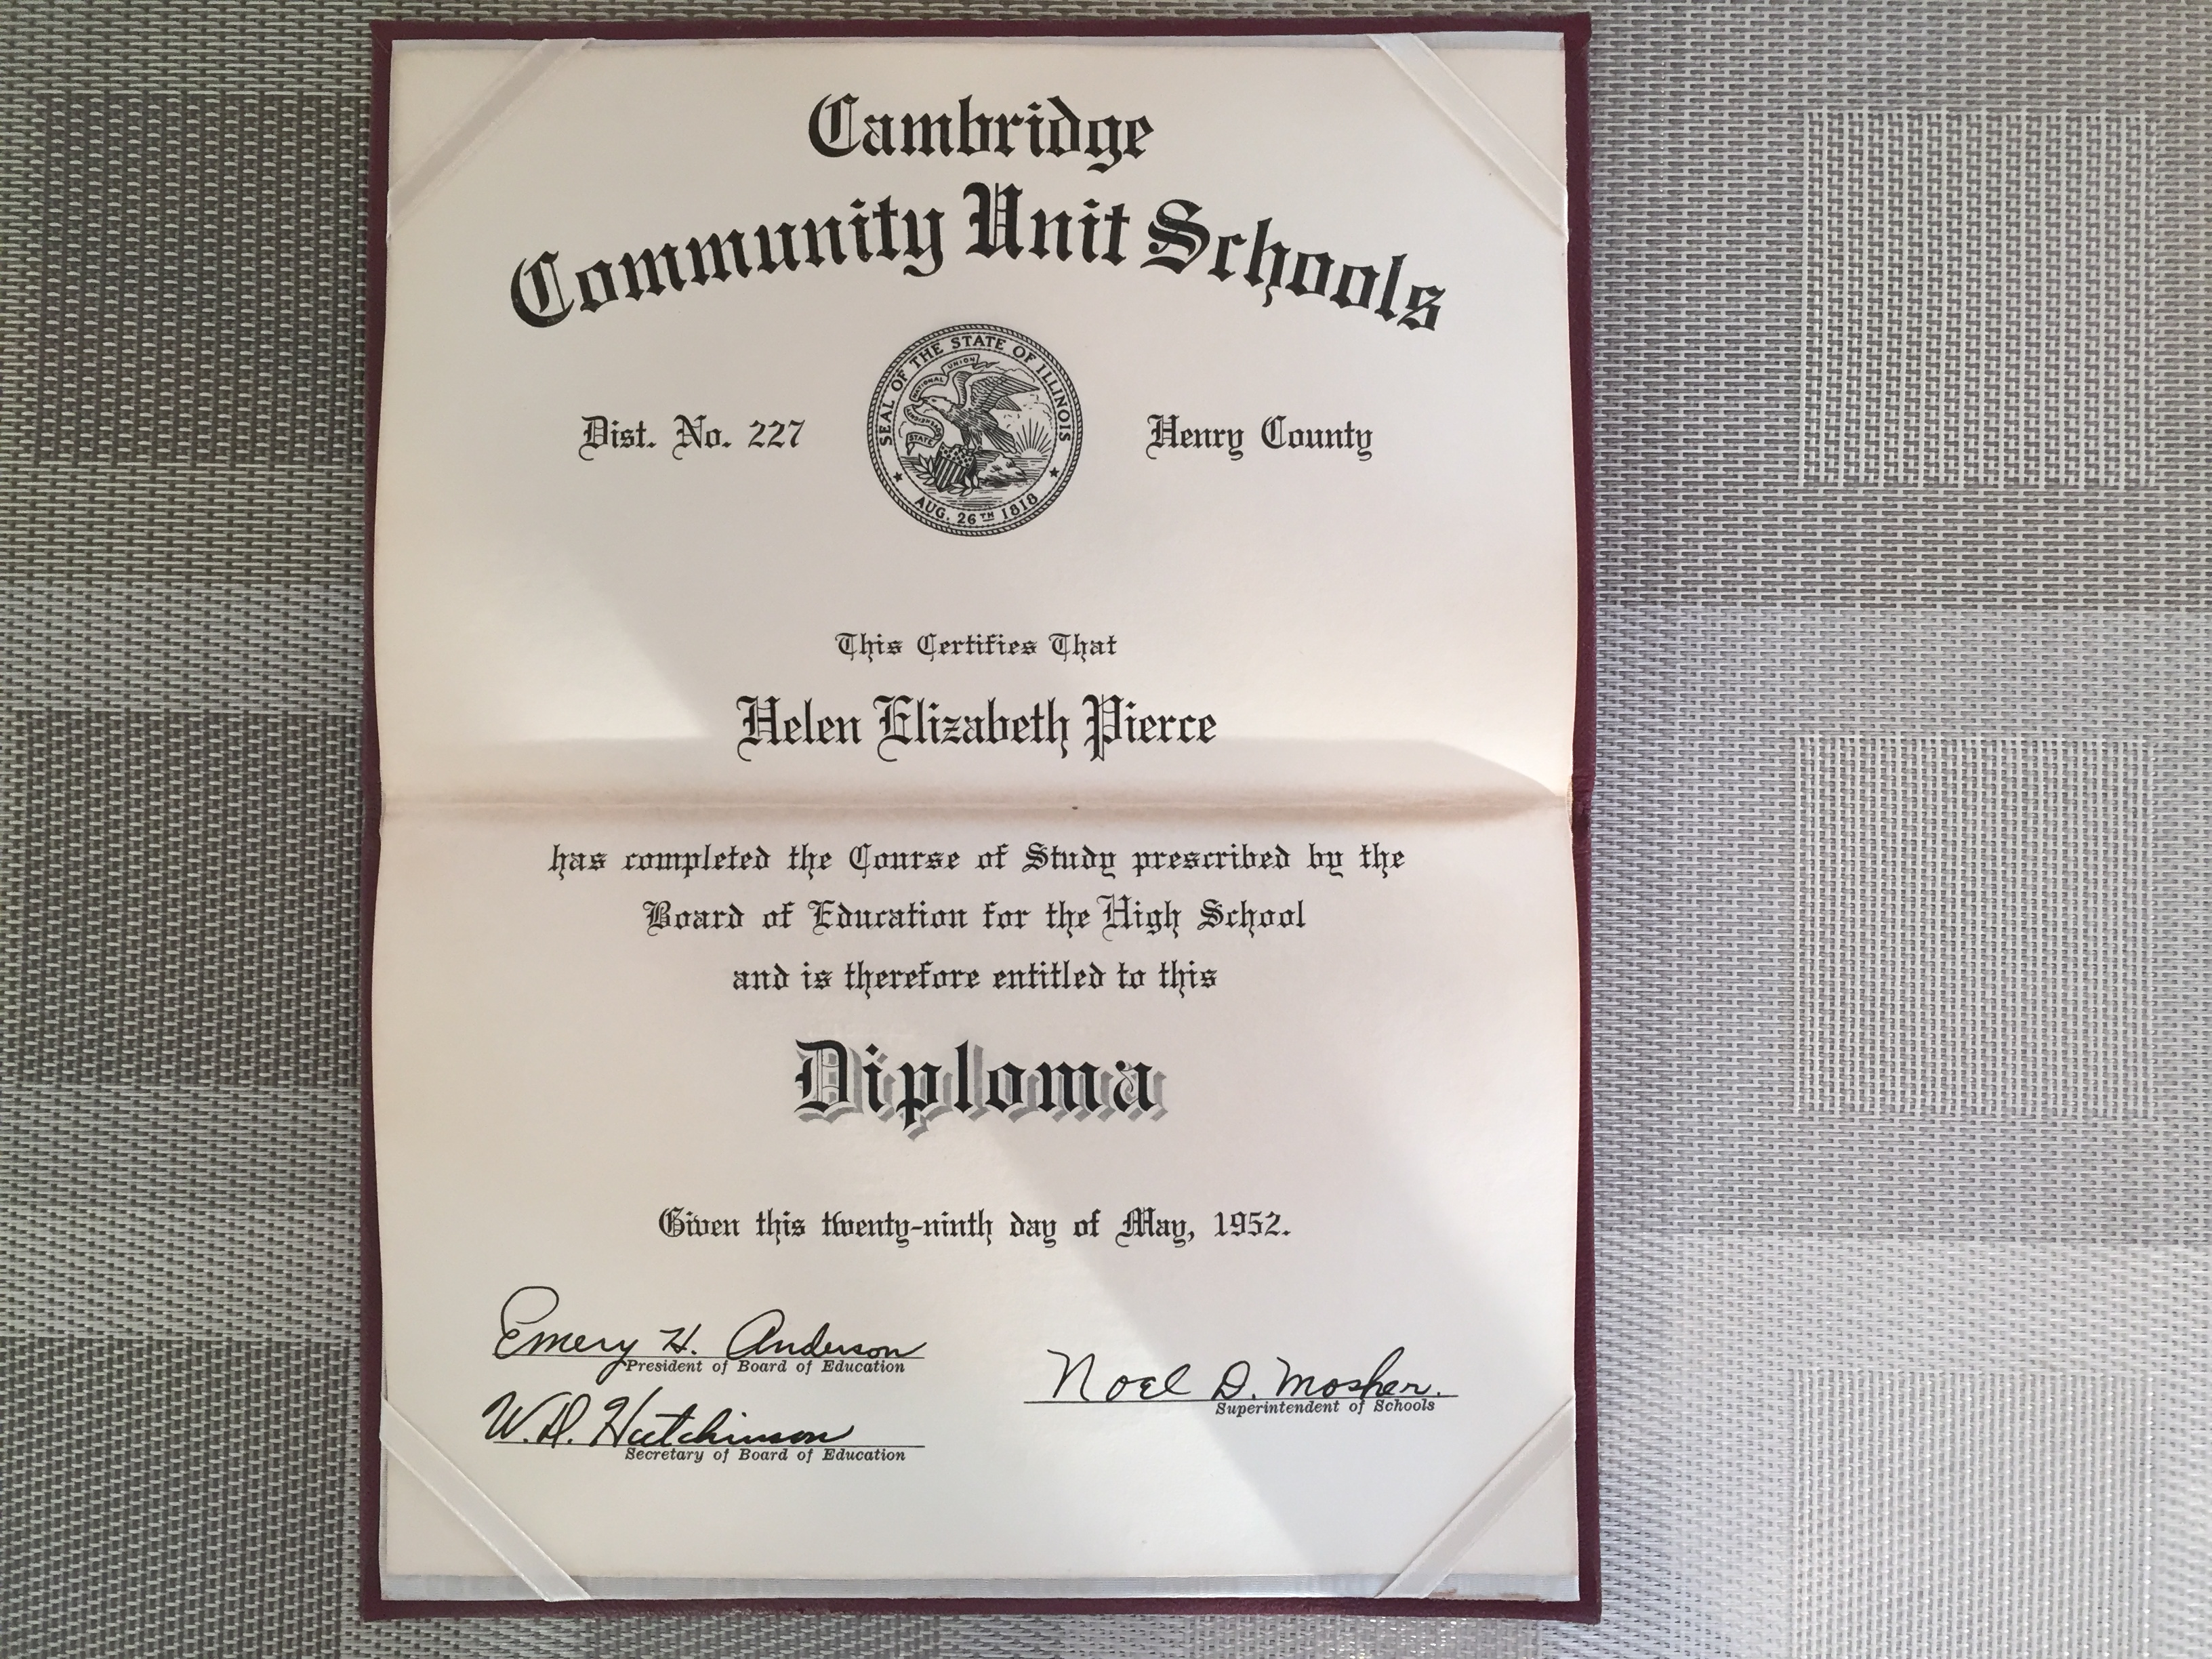 Cambridge
Community Unit Schools
Dist. No. 227
SEAL OF THE STATE OF ILLINOIS
NATIONAL UNION
STATE
AUG. 26TH 1818
Henry County
This Certifies That
Helen Elizabeth Pierce
has completed the Course of Study prescribed by the
Board of Education for the High School
and is therefore entitled to this
Diploma
Given this twenty-ninth day of May, 1952.
Emery H. Anderson
President of Board of Education
Noel D. Mosher.
Superintendent of Schools
W. D. Hutchinson
Secretary of Board of Education